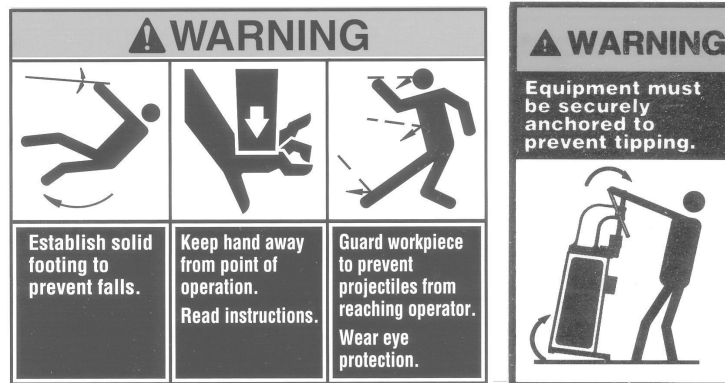 WARNING
Establish solid
footing to
prevent falls.
Keep hand away
from point of
operation.
Read instructions.
Guard workpiece
to prevent
projectiles from
reaching operator.
Wear eye
protection.
WARNING
Equipment must
be securely
anchored to
prevent tipping.